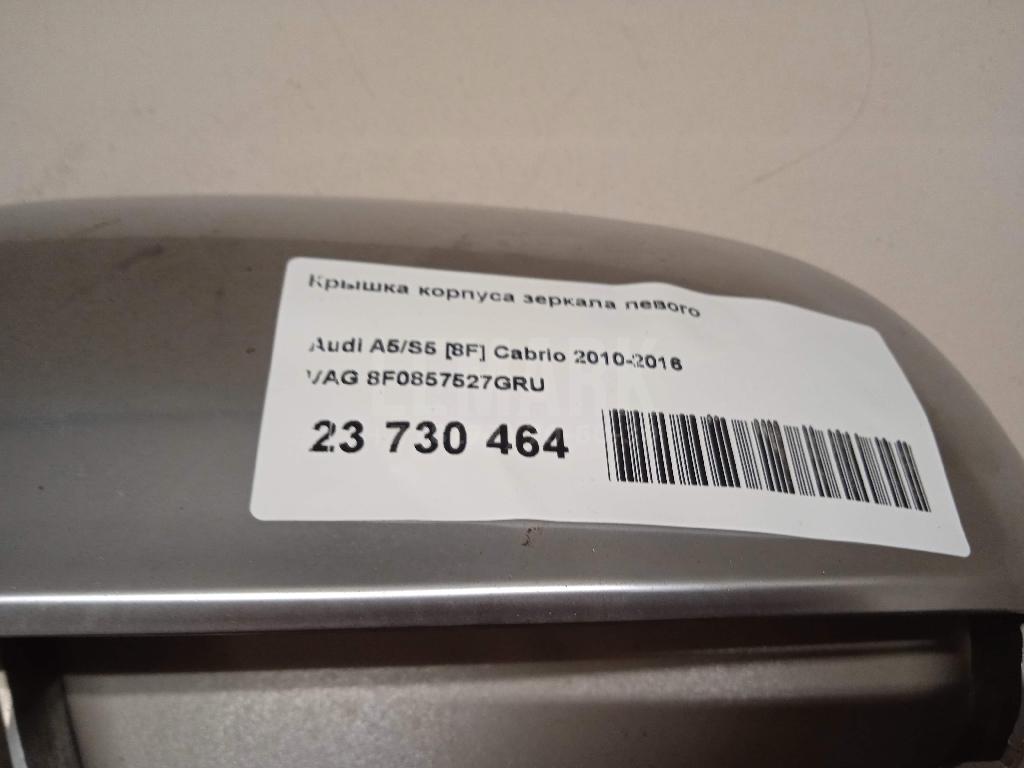 Крышка корпуса зеркала левого
Audi A5/S5 [8F] Cabrio 2010-2016
VAG 8F0857527GRU
23 730 464